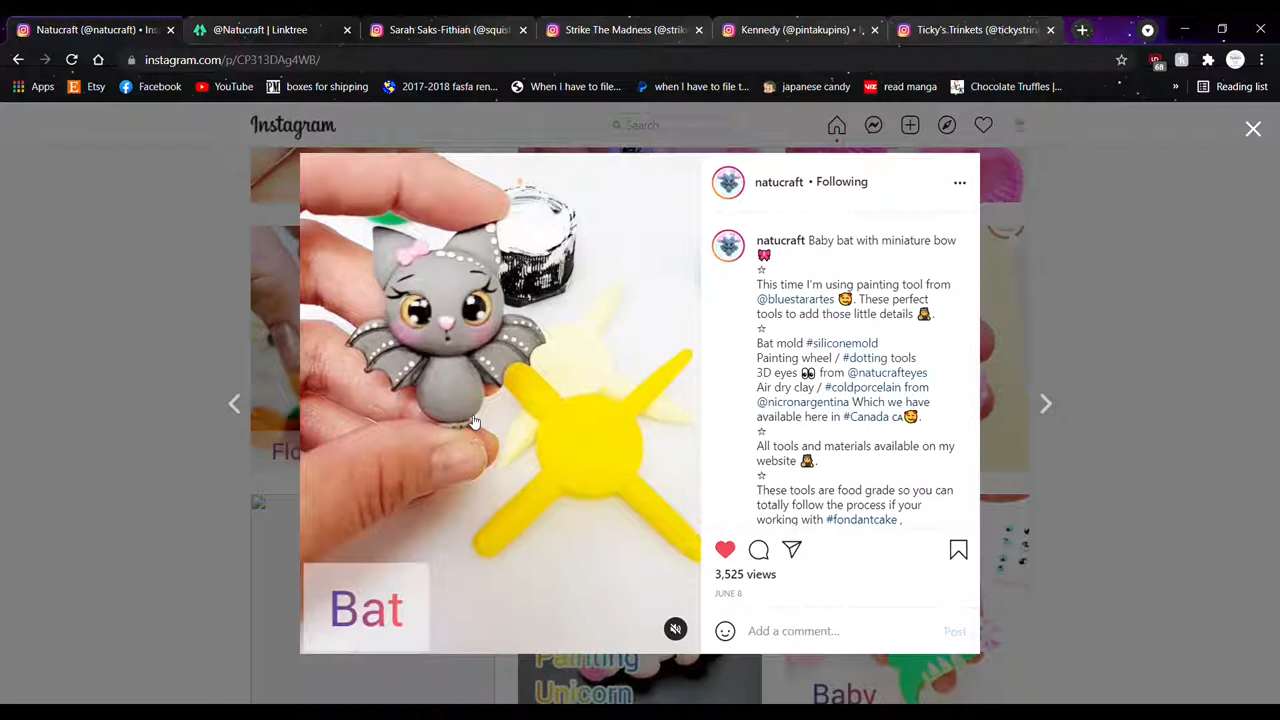 Natucraft (@natucraft) • Ins
@Natucraft | Linktree
Sarah Saks-Fithian (@squis
Strike The Madness (@strike
Kennedy (@pintakupins) •
Ticky's.Trinkets (@tickystrin
instagram.com/p/CP313DAg4WB/
68
Apps
Etsy
Facebook
YouTube
boxes for shipping
2017-2018 fasfa ren...
When I have to file...
when I have to file t...
japanese candy
read manga
Chocolate Truffles |...
»
Reading list
Instagram
Search
natucraft • Following
natucraft Baby bat with miniature bow
🎀
☆
This time I'm using painting tool from
@bluestarartes 🥰. These perfect
tools to add those little details 👩‍🎓.
☆
Bat mold #siliconemold
Painting wheel / #dotting tools
3D eyes 👀 from @natucrafteyes
Air dry clay / #coldporcelain from
@nicronargentina Which we have
available here in #Canada 🇨🇦🥰.
☆
All tools and materials available on my
website 👩‍🎓.
☆
These tools are food grade so you can
totally follow the process if your
working with #fondantcake ,
3,525 views
JUNE 8
Add a comment...
Post
Bat
Flo
Painting
Unicorn
Baby